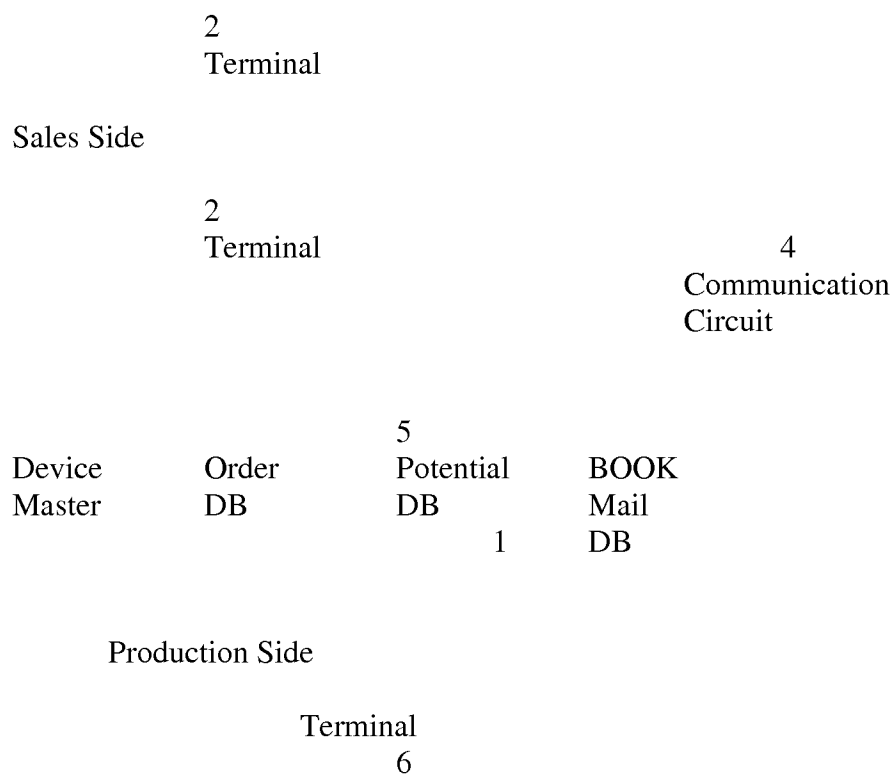 2
Terminal
Sales Side
2
Terminal 4
Communication
Circuit
5
Device Order Potential BOOK
Master DB DB Mail
1 DB
Production Side
Terminal
6